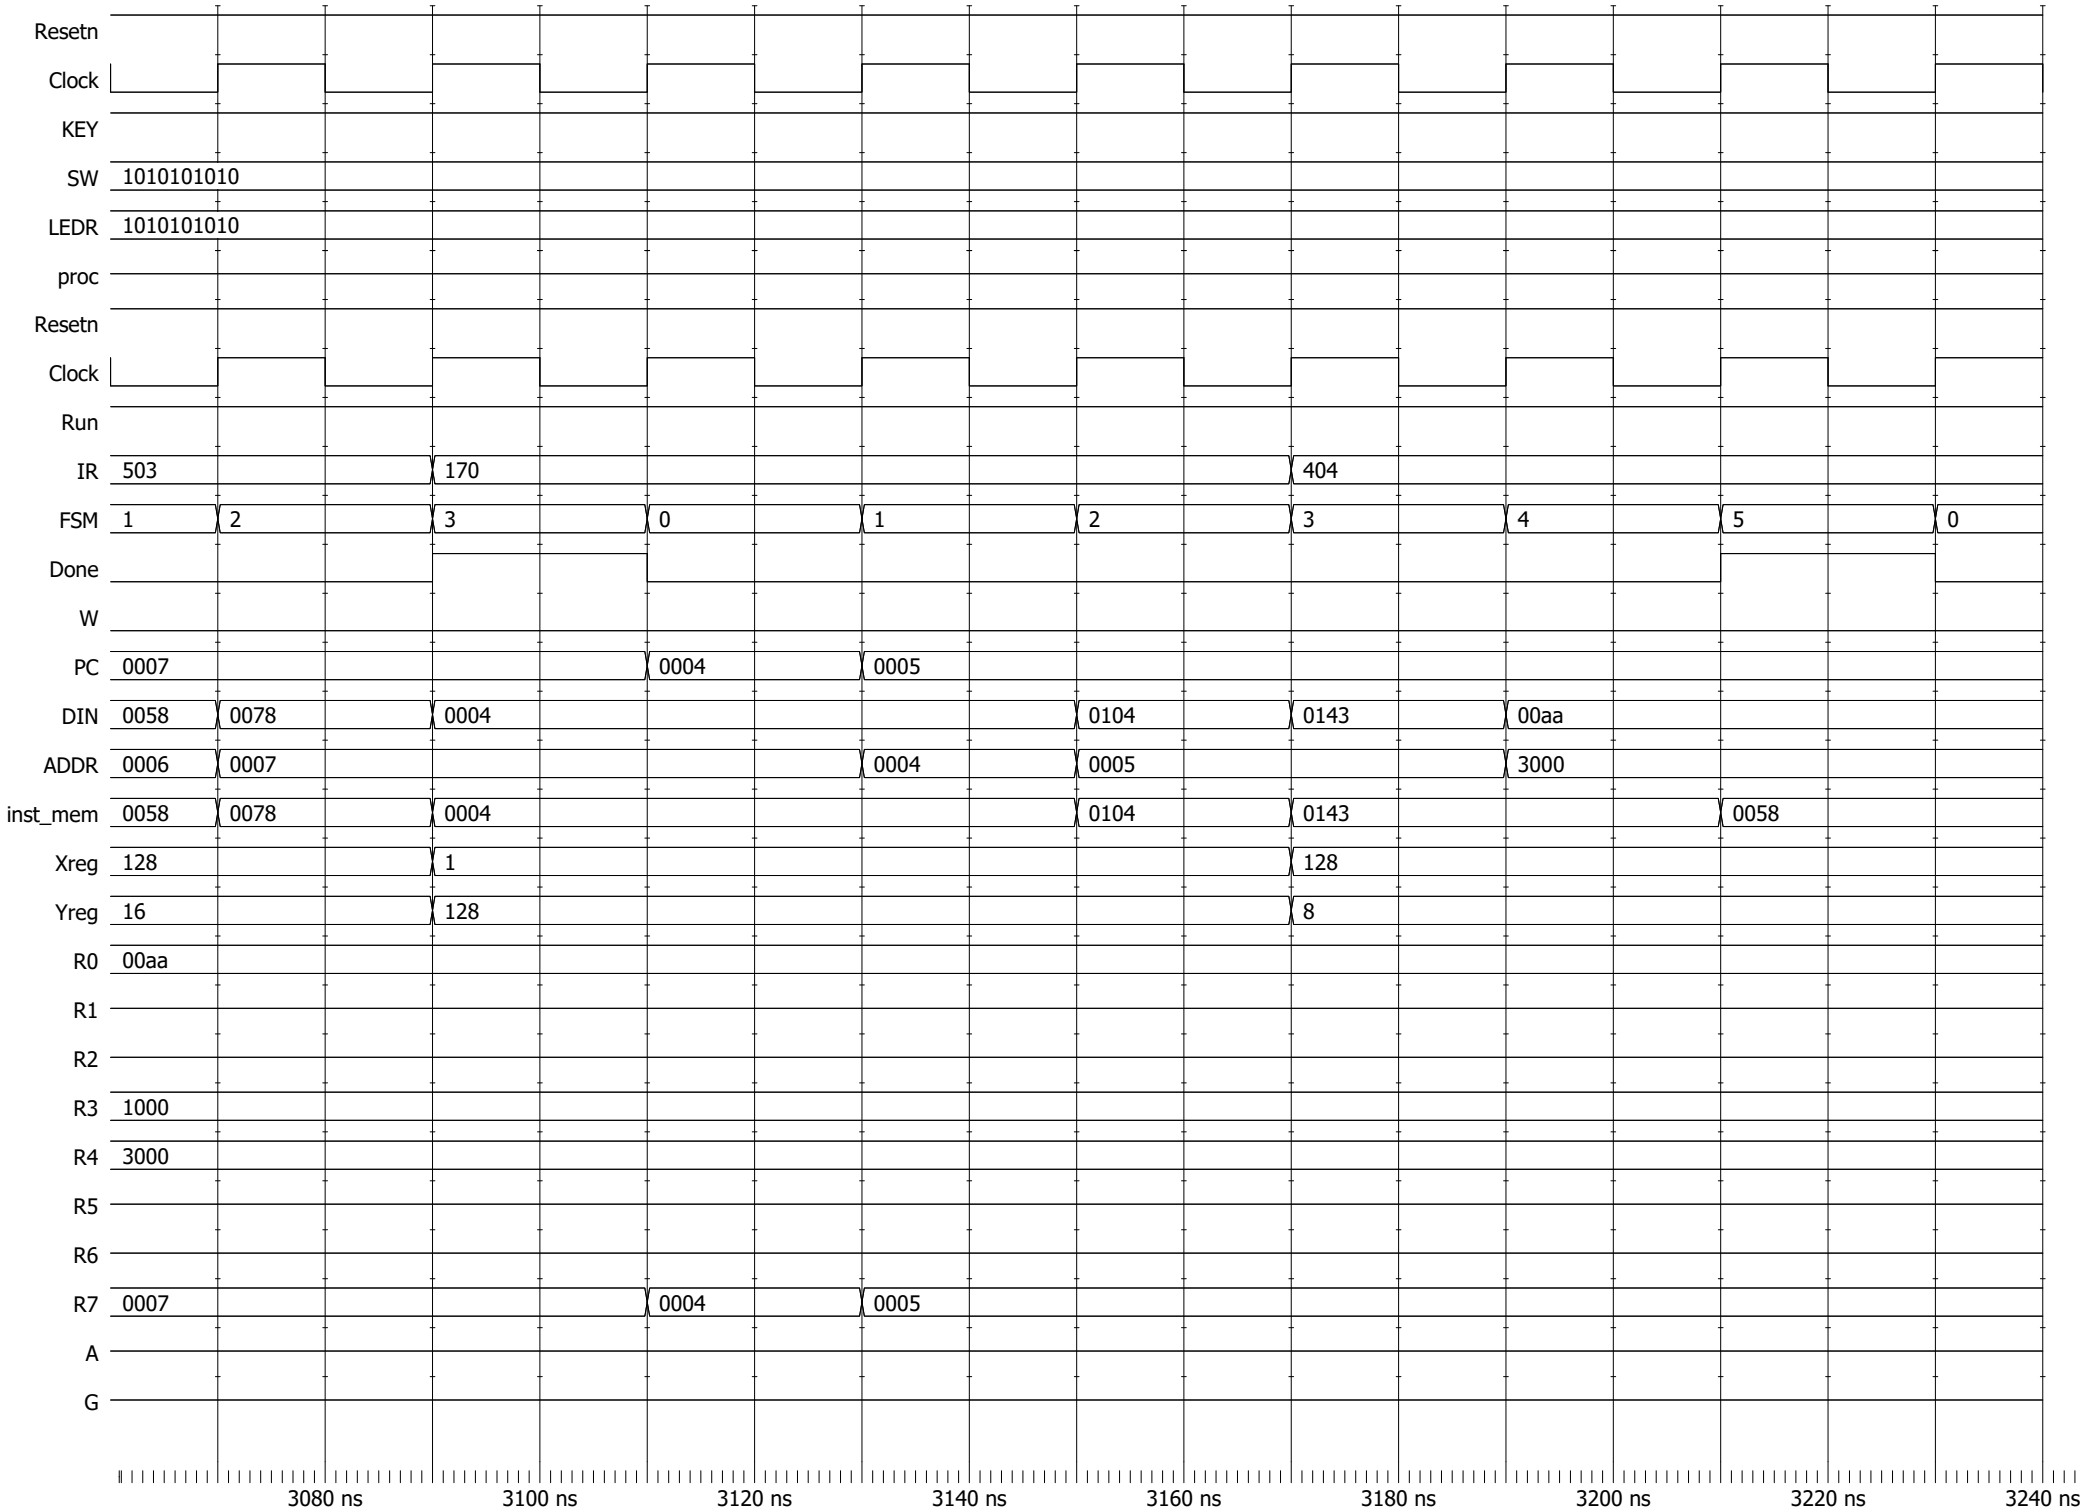 Resetn
Clock
KEY
SW 1010101010
LEDR 1010101010
proc
Resetn
Clock
Run
IR 503 170 404
FSM 1 2 3 0 1 2 3 4 5 0
Done
W
PC 0007 0004 0005
DIN 0058 0078 0004 0104 0143 00aa
ADDR 0006 0007 0004 0005 3000
inst_mem 0058 0078 0004 0104 0143 0058
Xreg 128 1 128
Yreg 16 128 8
R0 00aa
R1
R2
R3 1000
R4 3000
R5
R6
R7 0007 0004 0005
A
G
3080 ns 3100 ns 3120 ns 3140 ns 3160 ns 3180 ns 3200 ns 3220 ns 3240 ns